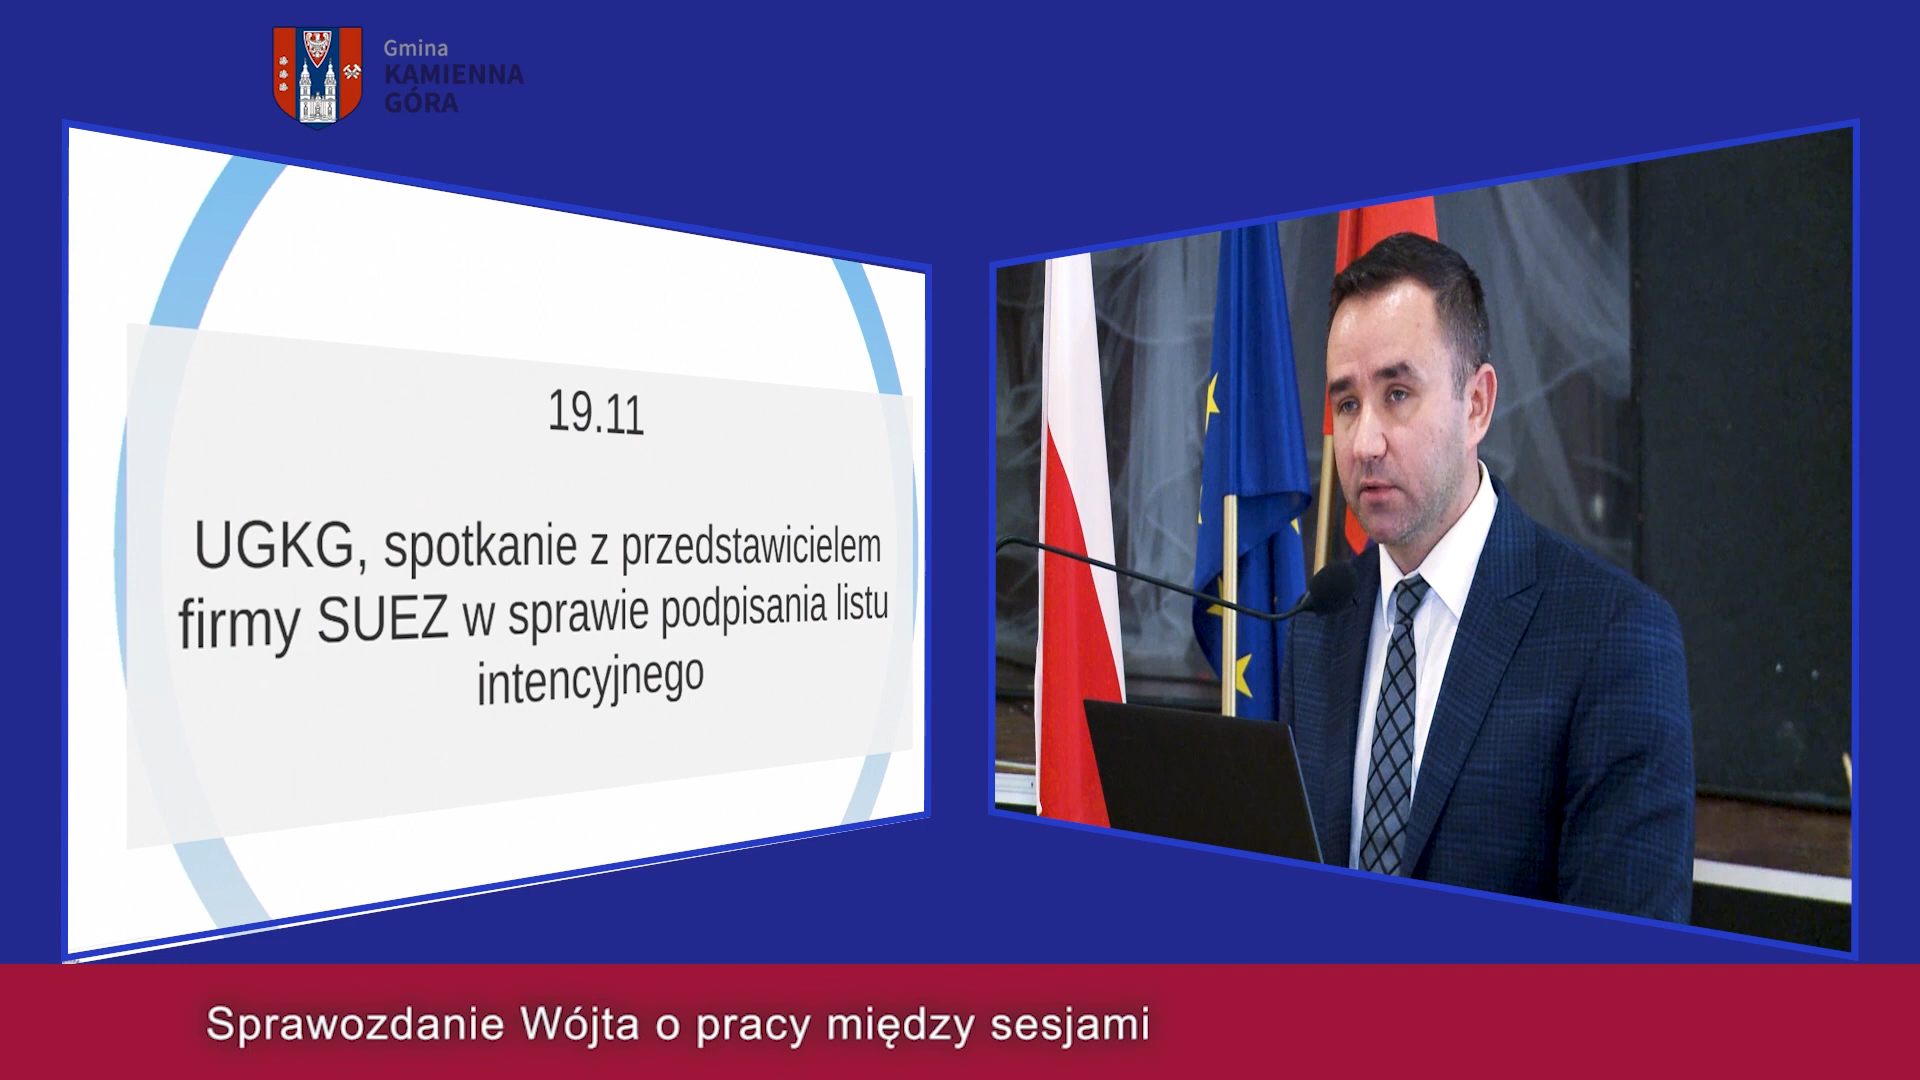 Gmina
KAMIENNA
GÓRA
19.11
UGKG, spotkanie z przedstawicielem
firmy SUEZ w sprawie podpisania listu
intencyjnego
Sprawozdanie Wójta o pracy między sesjami